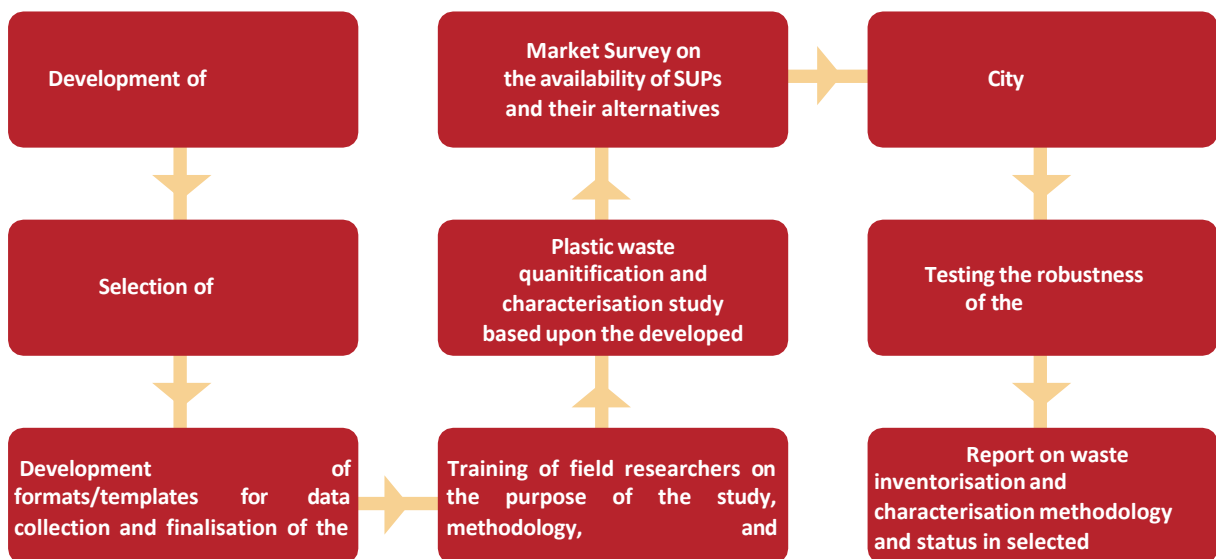 Development of
Selection of
Development of
formats/templates for data
collection and finalisation of the
Training of field researchers on
the purpose of the study,
methodology, and
Plastic waste
quanitification and
characterisation study
based upon the developed
Market Survey on
the availability of SUPs
and their alternatives
City
Testing the robustness
of the
Report on waste
inventorisation and
characterisation methodology
and status in selected